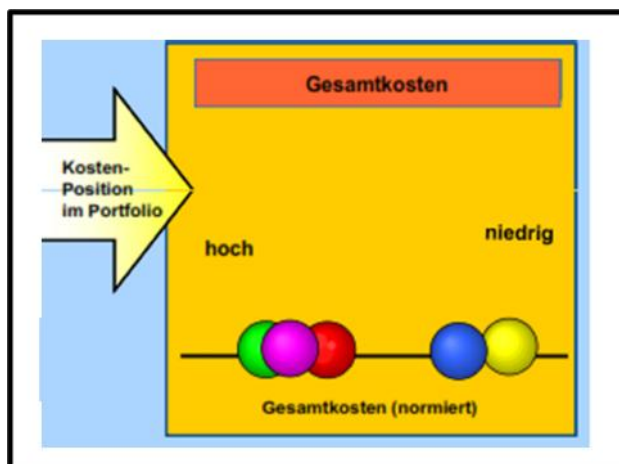 Gesamtkosten
Kosten-
Position
im Portfolio
hoch
niedrig
Gesamtkosten (normiert)